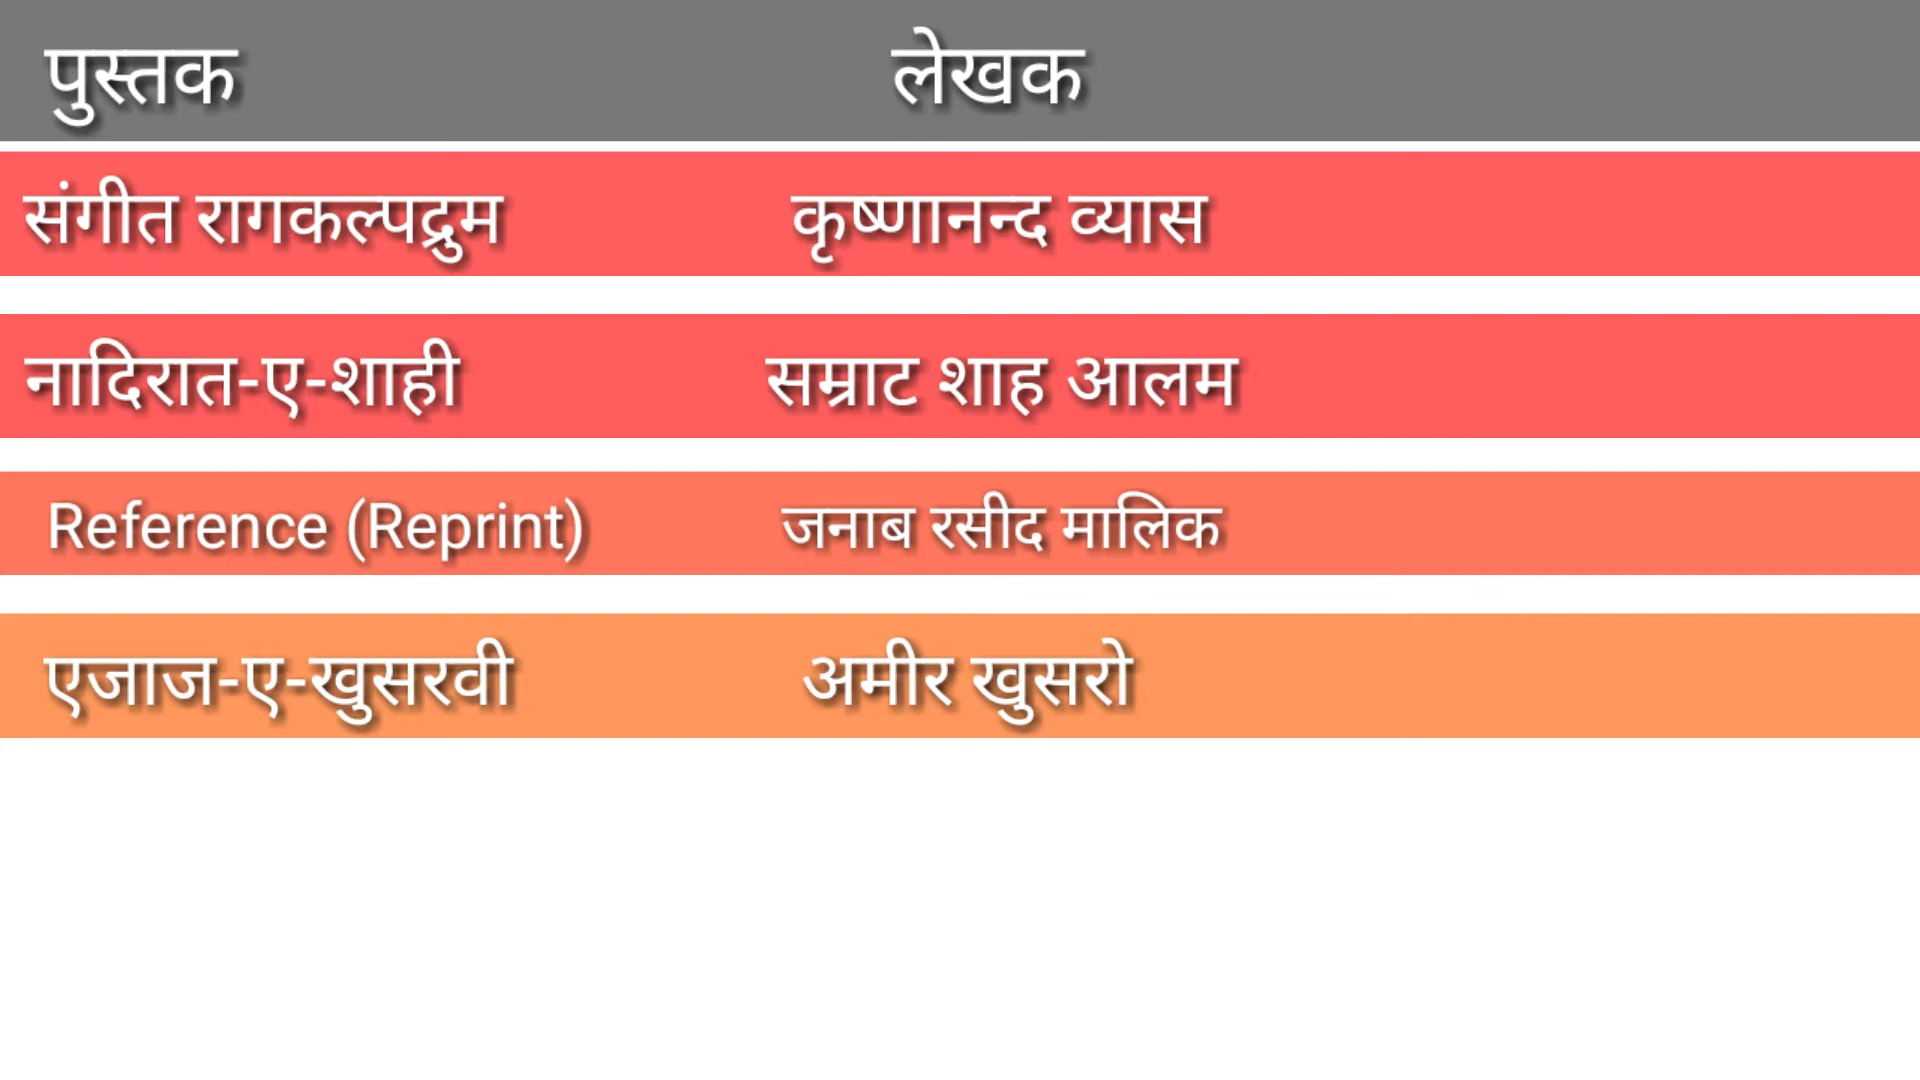 पुस्तक लेखक
संगीत रागकल्पद्रुम कृष्णानन्द व्यास
नादिरात-ए-शाही सम्राट शाह आलम
Reference (Reprint) जनाब रसीद मालिक
एजाज-ए-खुसरवी अमीर खुसरो